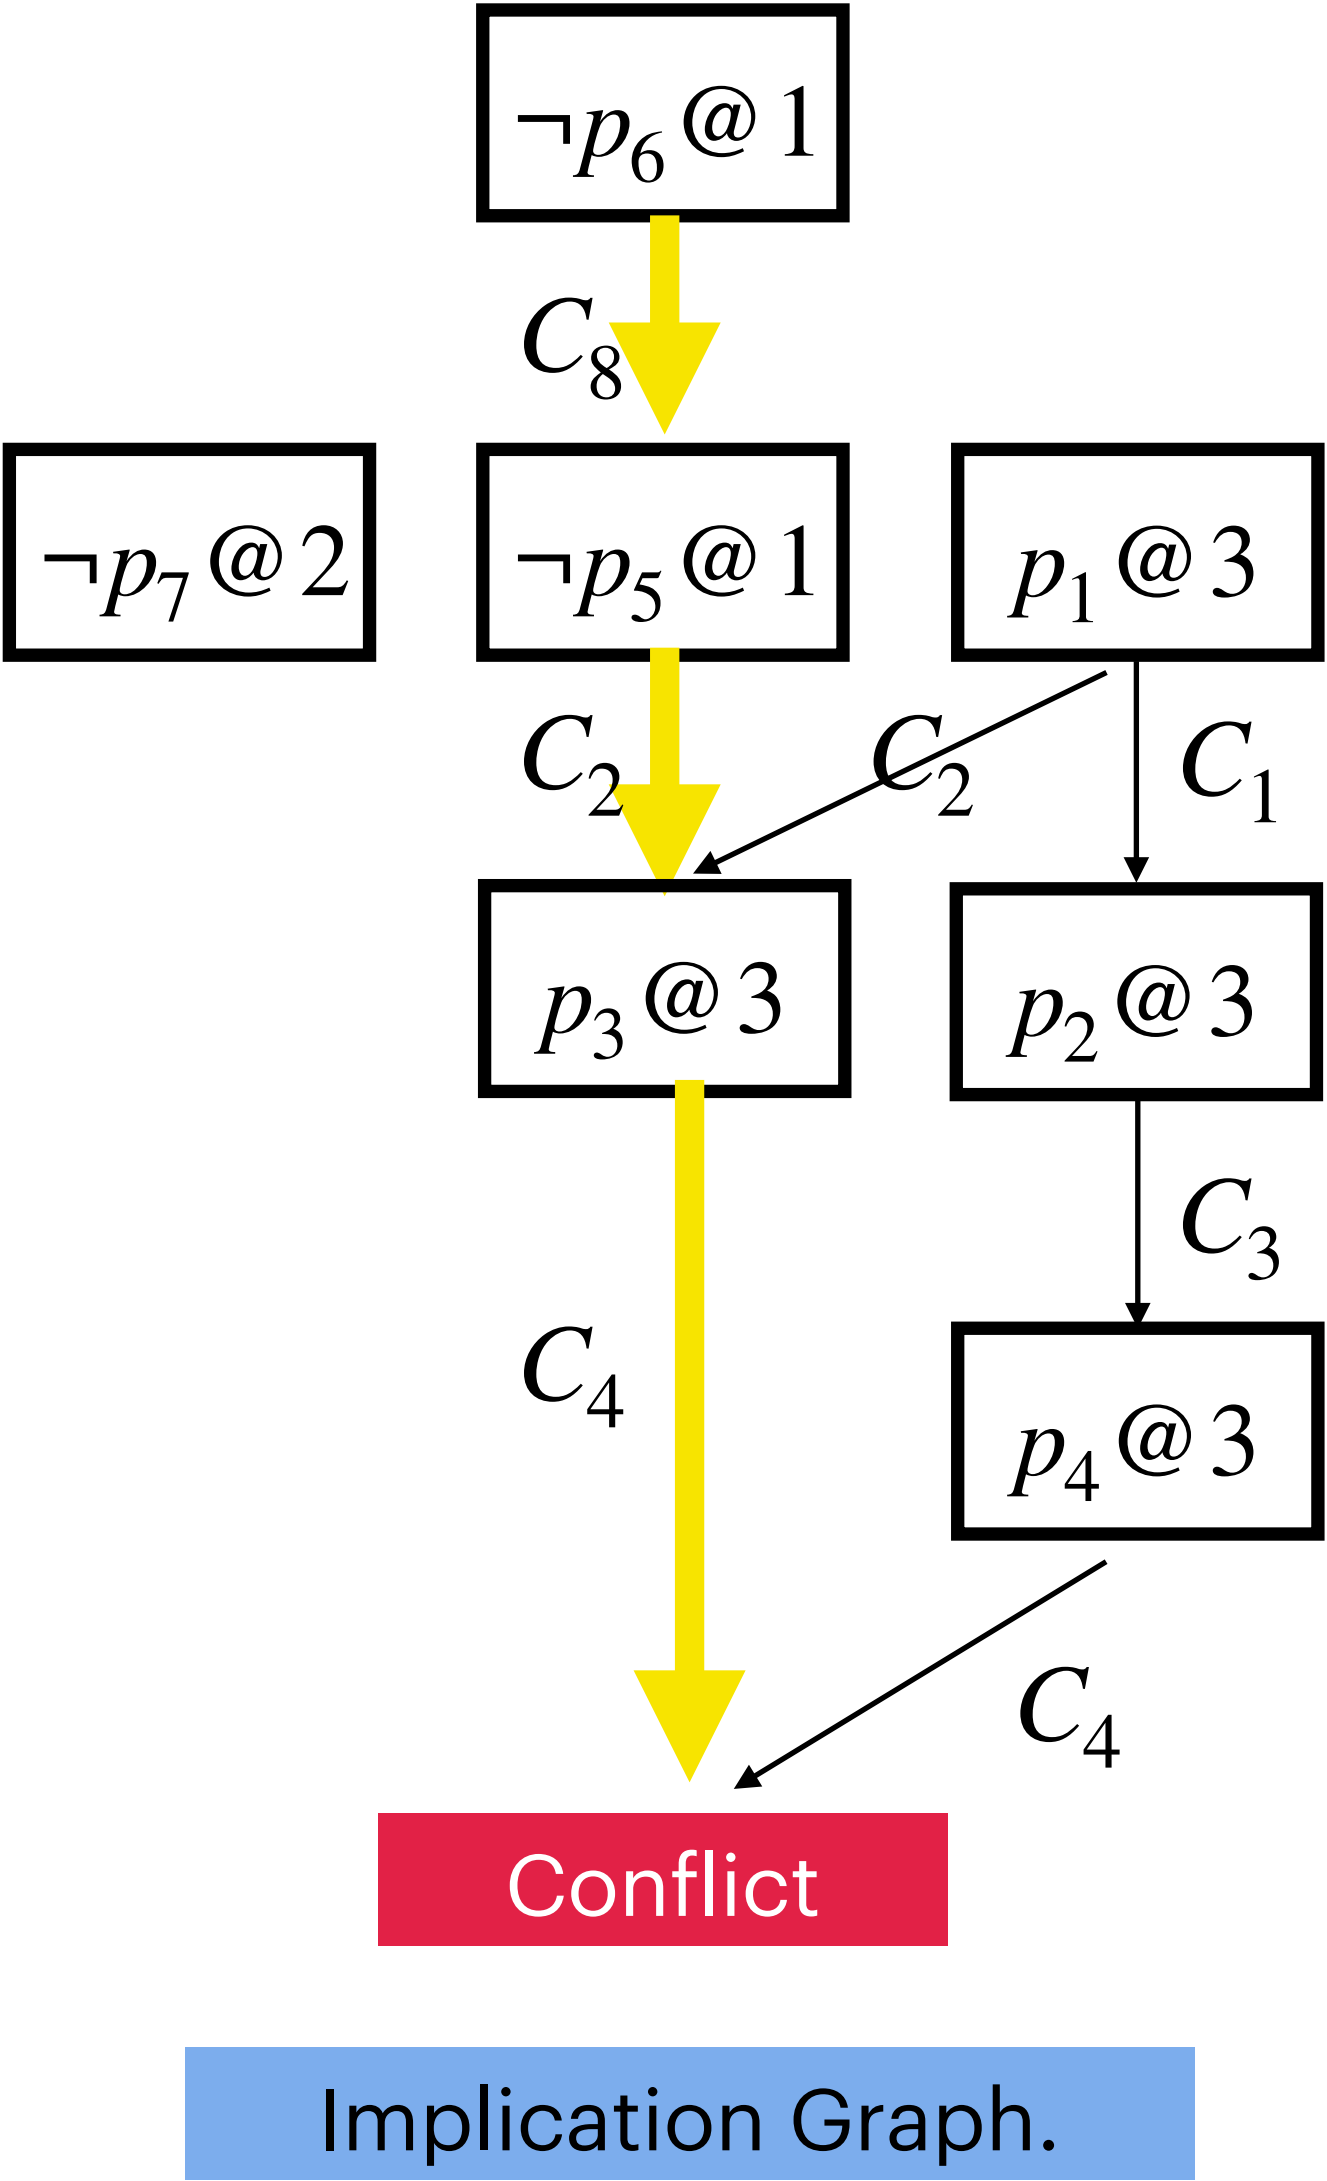 ¬p₆@1
C₈
¬p₇@2
¬p₅@1
p₁@3
C₂
C₂
C₁
p₃@3
p₂@3
C₃
C₄
p₄@3
C₄
Conflict
Implication Graph.